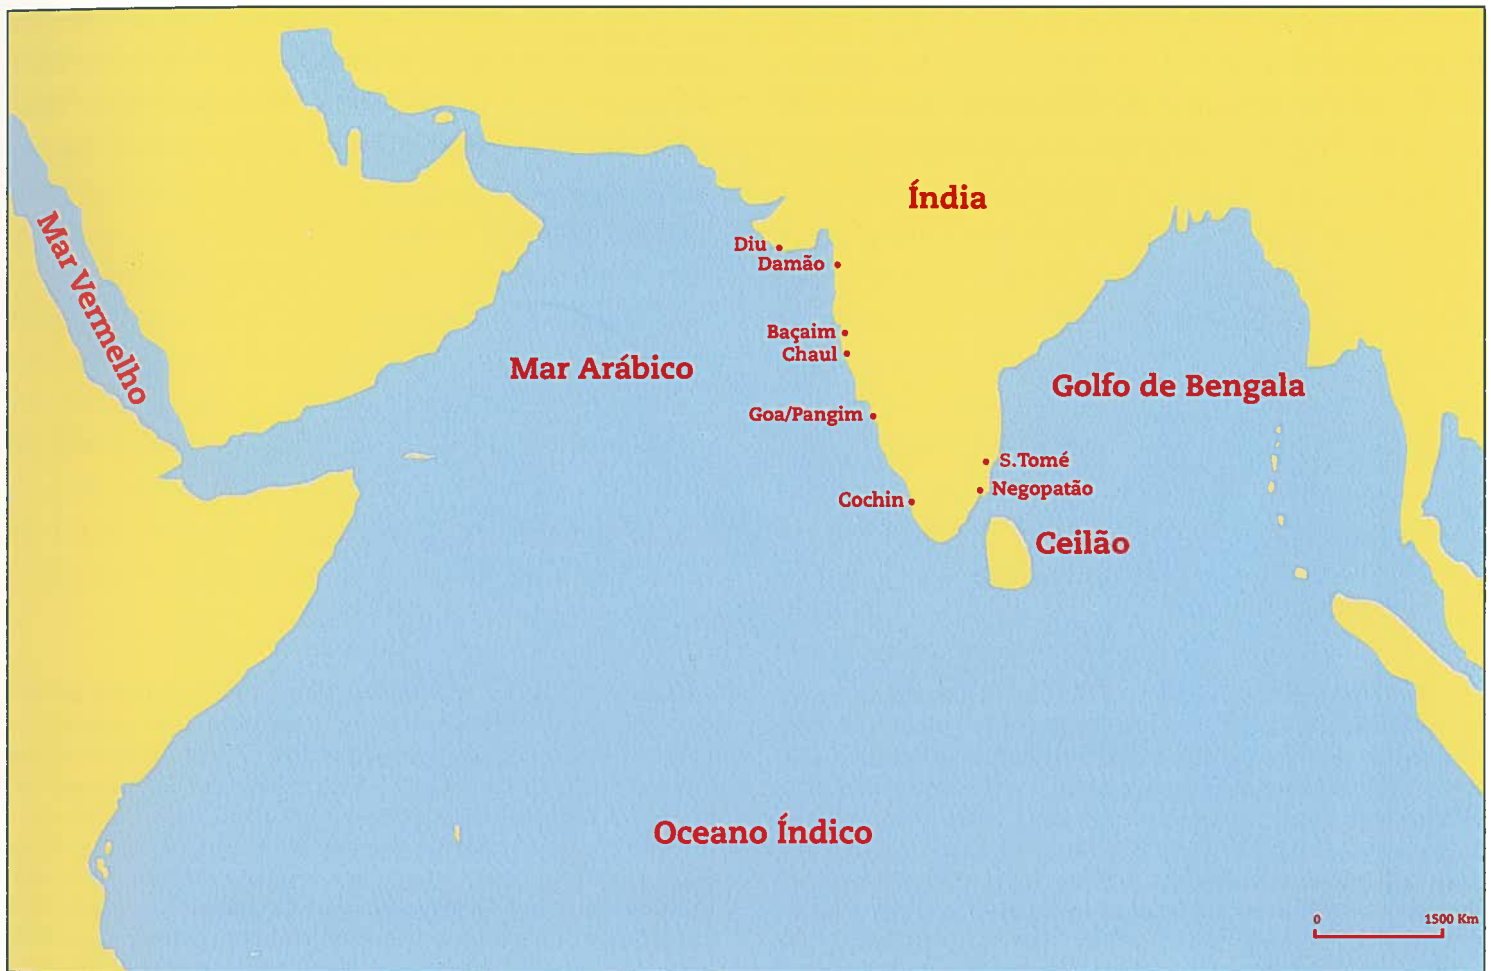 Índia
Mar Vermelho
Diu
Damão
Baçaim
Chaul
Mar Arábico
Golfo de Bengala
Goa/Pangim
S.Tomé
Negopatão
Cochin
Ceilão
Oceano Índico
0 1500 Km